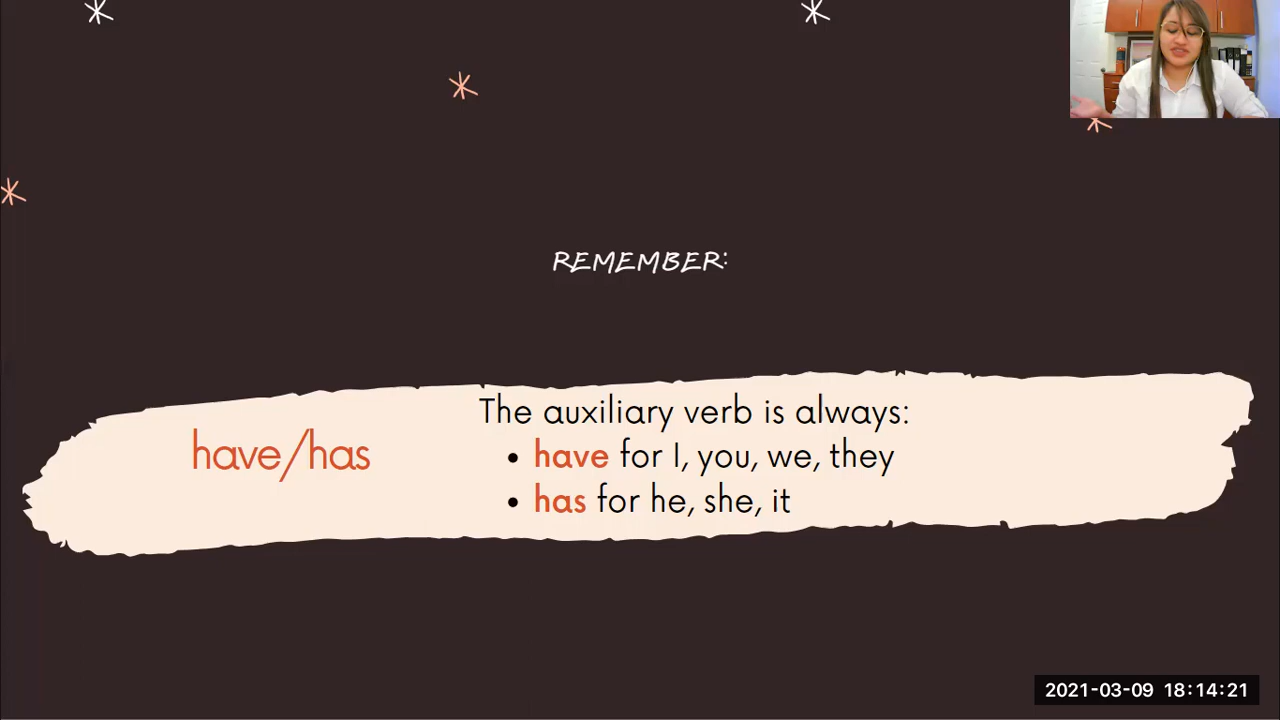 REMEMBER:
have/has
The auxiliary verb is always:
• have for I, you, we, they
• has for he, she, it
2021-03-09 18:14:21